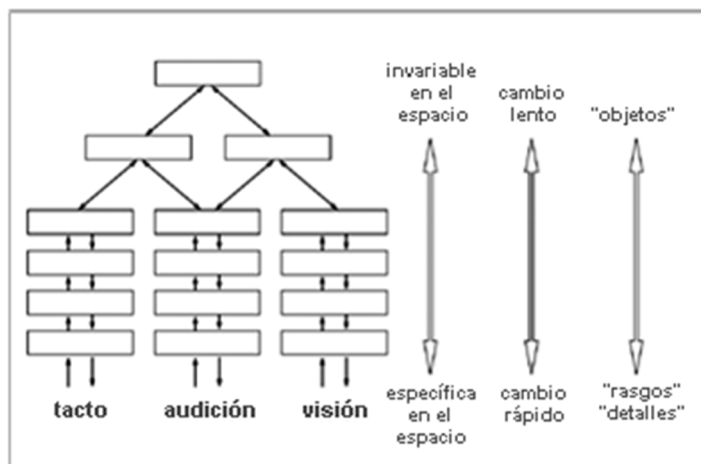 invariable
en el
espacio
cambio
lento
"objetos"
tacto
audición
visión
específica
en el
espacio
cambio
rápido
"rasgos"
"detalles"